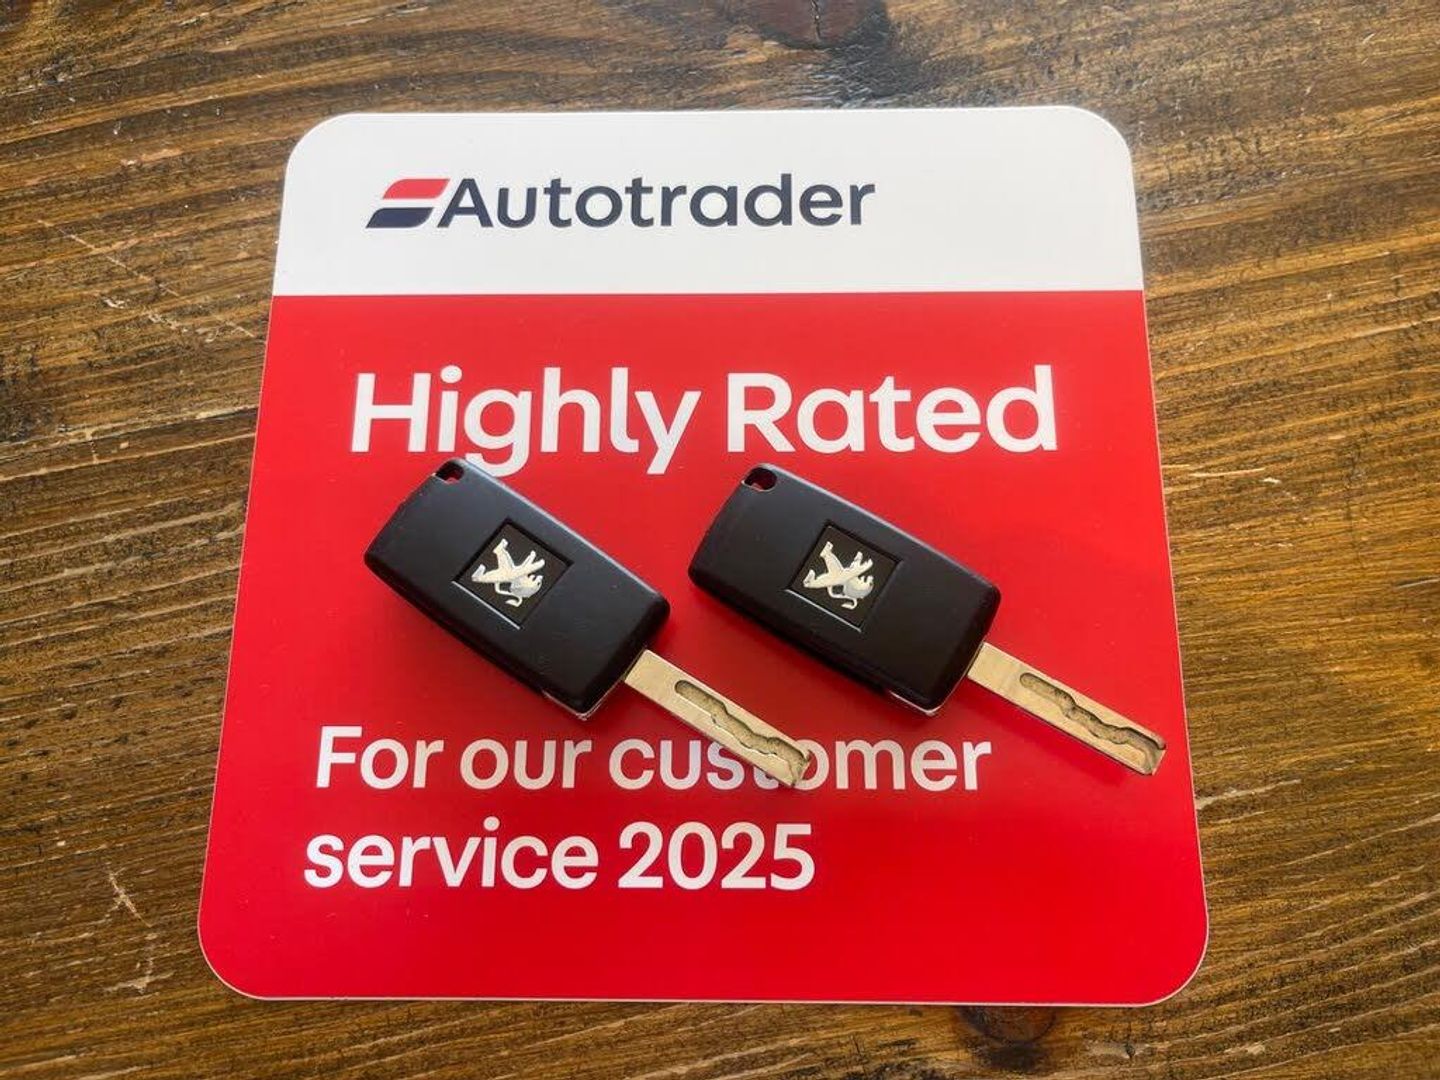 Autotrader
Highly Rated
For our customer
service 2025